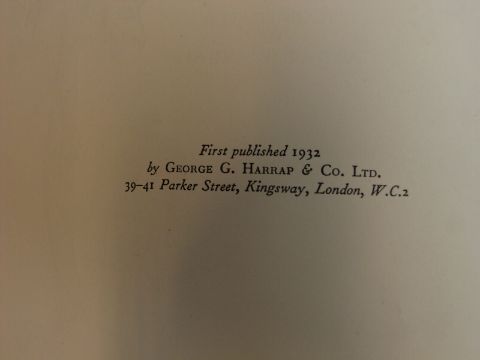 First published 1932
by GEORGE G. HARRAP & CO. LTD.
39-41 Parker Street, Kingsway, London, W.C.2